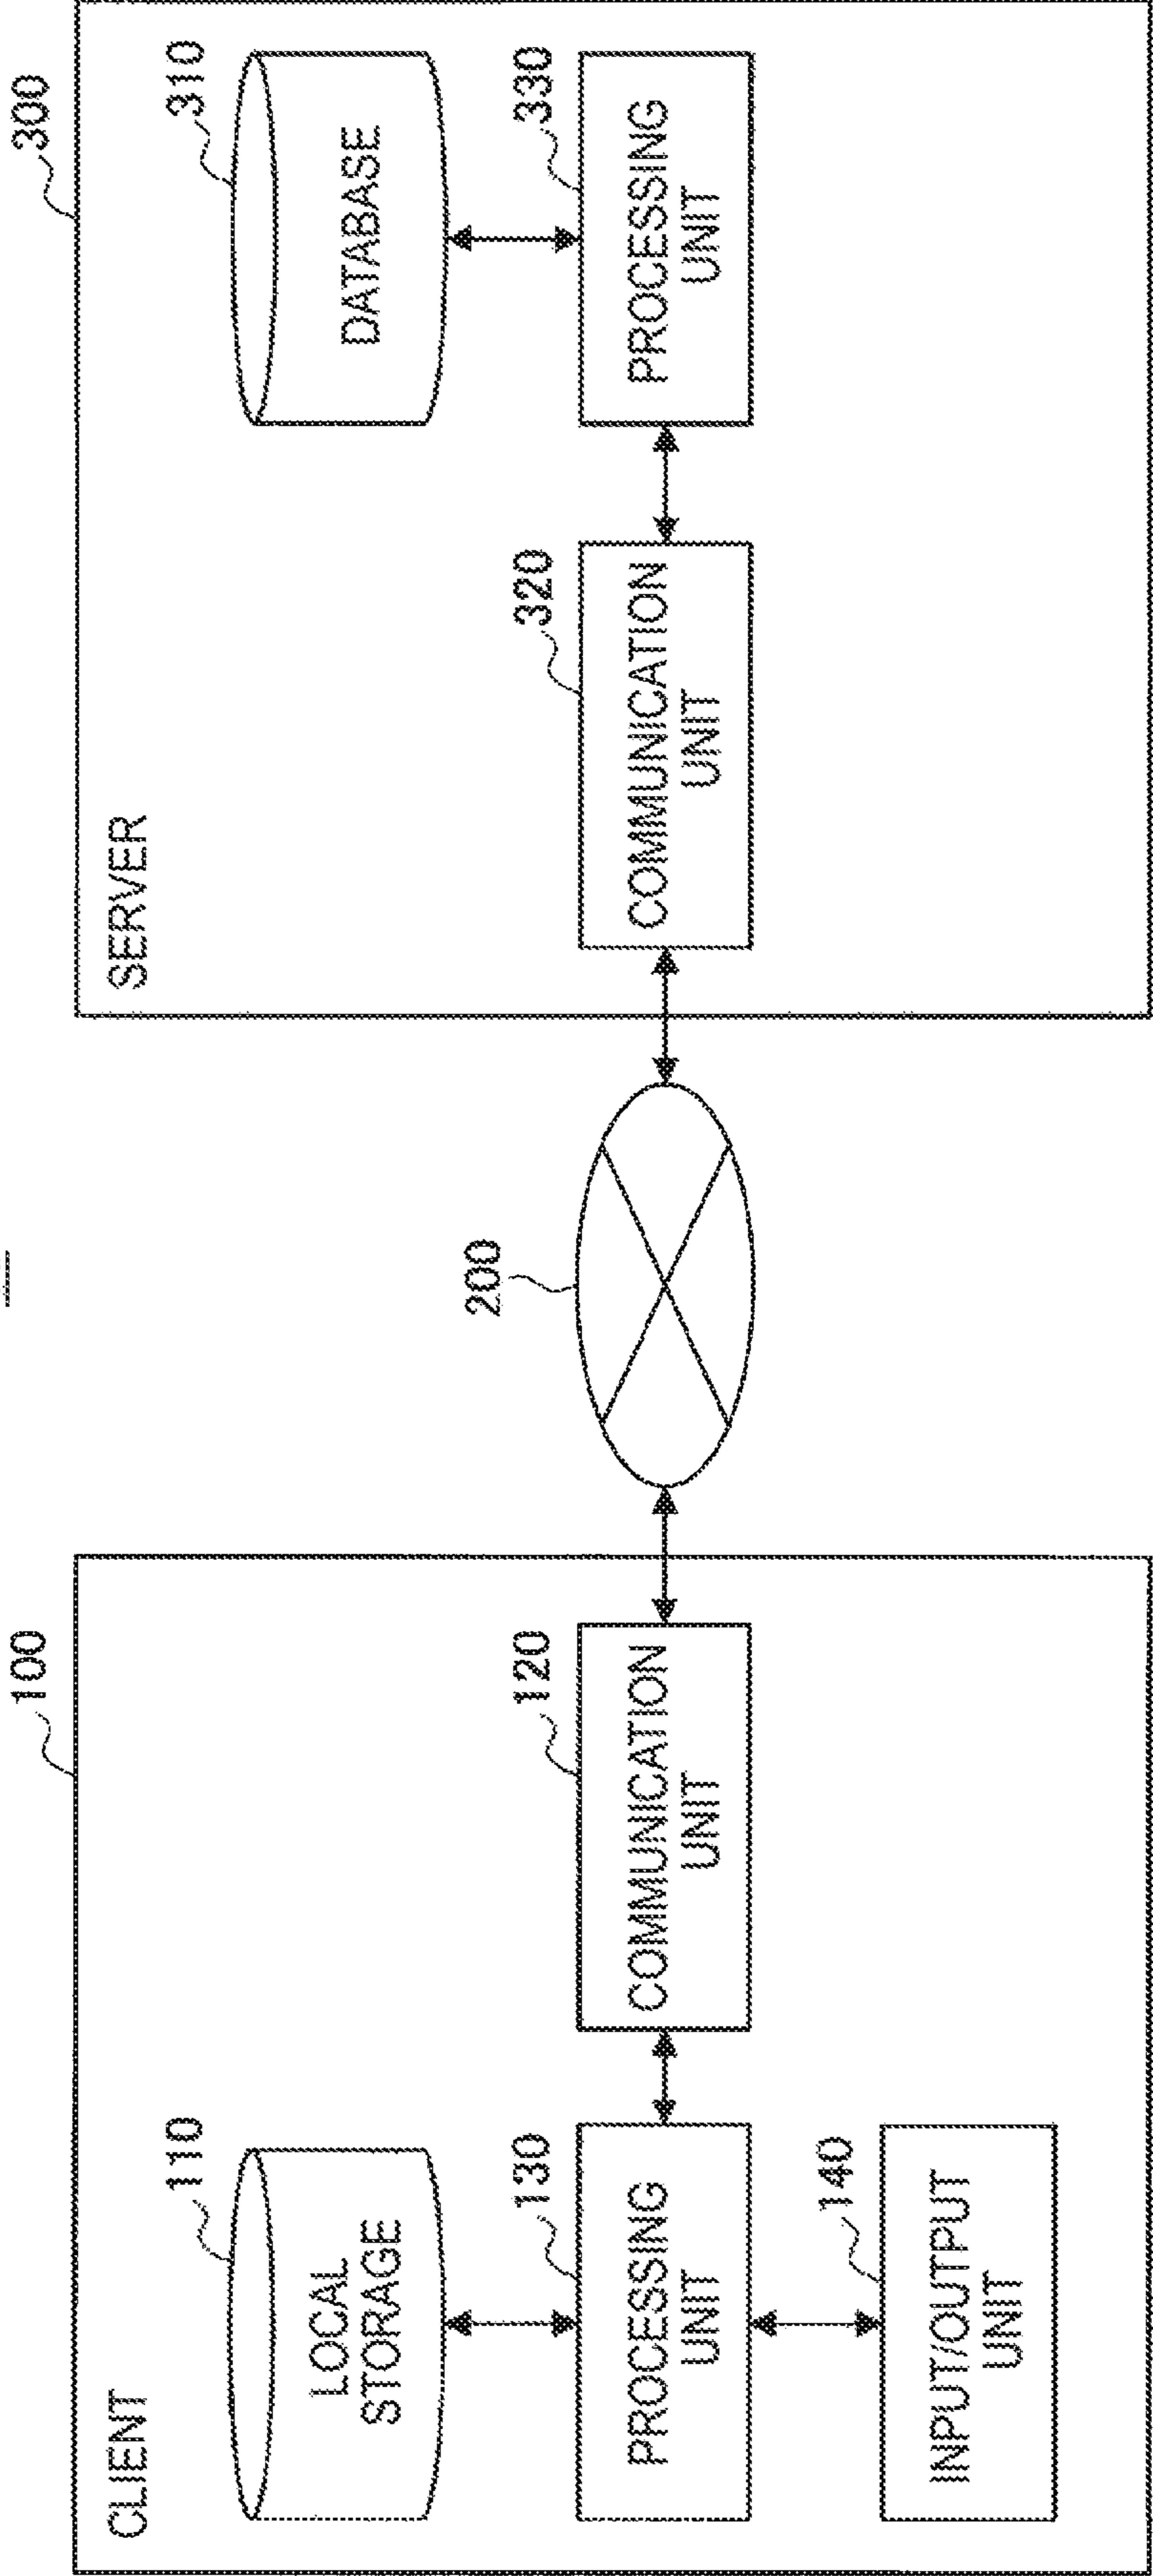 100
CLIENT
110
LOCAL
STORAGE
130
PROCESSING
UNIT
120
COMMUNICATION
UNIT
140
INPUT/OUTPUT
UNIT
200
300
SERVER
310
DATABASE
320
COMMUNICATION
UNIT
330
PROCESSING
UNIT